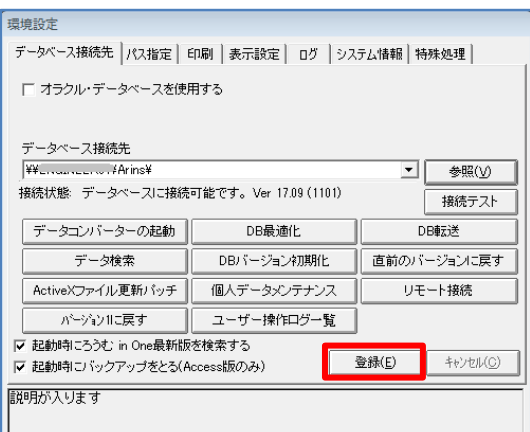 環境設定
データベース接続先 パス指定 印刷 表示設定 ログ システム情報 特殊処理
オラクル・データベースを使用する
データベース接続先
¥Arins¥ 参照(V)
接続状態: データベースに接続可能です。 Ver 17.09 (1101) 接続テスト
データコンバーターの起動 DB最適化 DB転送
データ検索 DBバージョン初期化 直前のバージョンに戻す
ActiveXファイル更新バッチ 個人データメンテナンス リモート接続
バージョン11に戻す ユーザー操作ログ一覧
起動時にろうむ in One最新版を検索する
起動時にバックアップをとる(Access版のみ) 登録(E) キャンセル(C)
説明が入ります